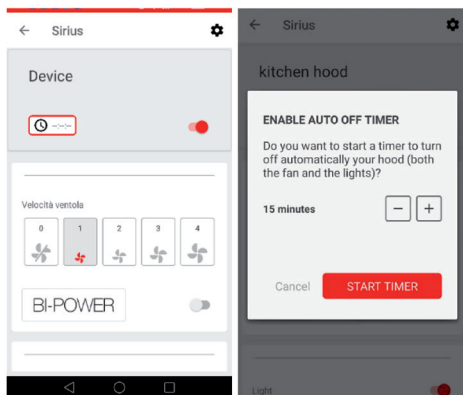 Sirius
Device
--:--
Velocità ventola
0 1 2 3 4
BI-POWER
Sirius
kitchen hood
ENABLE AUTO OFF TIMER
Do you want to start a timer to turn
off automatically your hood (both
the fan and the lights)?
15 minutes
Cancel START TIMER
Light